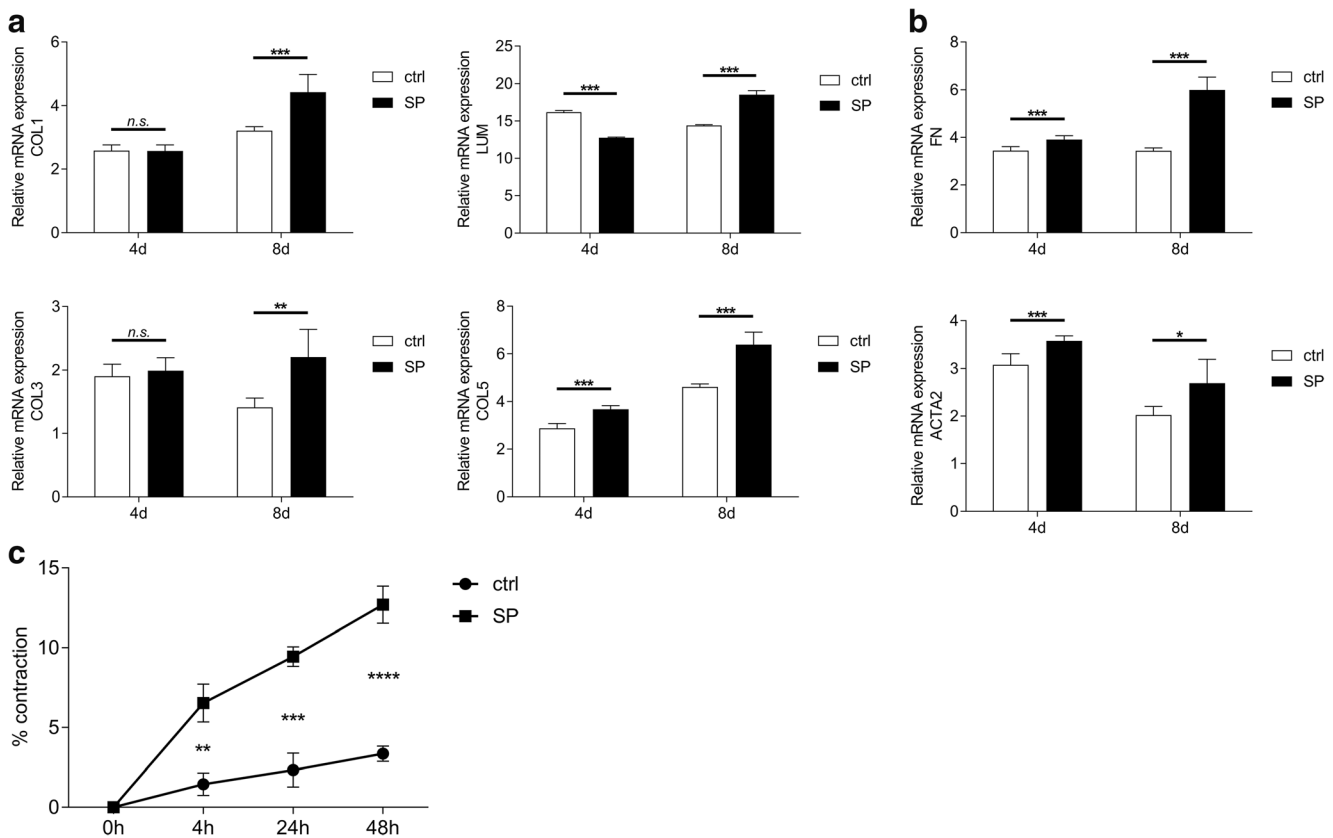 a
Relative mRNA expression
COL1
6
4
2
0
***
n.s.
4d
8d
ctrl
SP
Relative mRNA expression
LUM
25
20
15
10
5
0
***
***
4d
8d
ctrl
SP
b
Relative mRNA expression
FN
8
6
4
2
0
***
***
4d
8d
ctrl
SP
Relative mRNA expression
COL3
3
2
1
0
n.s.
**
4d
8d
ctrl
SP
Relative mRNA expression
COL5
8
6
4
2
0
***
***
4d
8d
ctrl
SP
Relative mRNA expression
ACTA2
4
3
2
1
0
***
*
4d
8d
ctrl
SP
c
% contraction
15
10
5
0
**
***
****
0h
4h
24h
48h
ctrl
SP